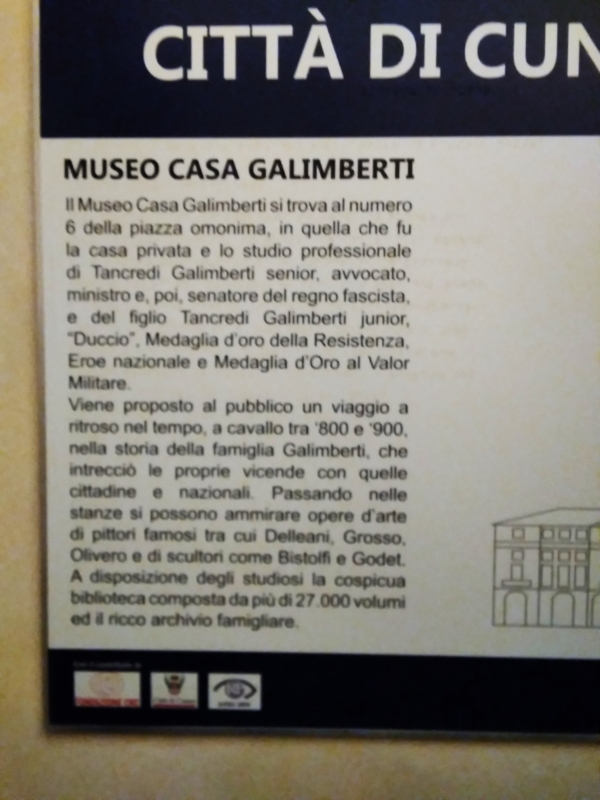 CITTÀ DI CUN
MUSEO CASA GALIMBERTI
Il Museo Casa Galimberti si trova al numero
6 della piazza omonima, in quella che fu
la casa privata e lo studio professionale
di Tancredi Galimberti senior, avvocato,
ministro e, poi, senatore del regno fascista,
e del figlio Tancredi Galimberti junior,
"Duccio", Medaglia d'oro della Resistenza,
Eroe nazionale e Medaglia d'Oro al Valor
Militare.
Viene proposto al pubblico un viaggio a
ritroso nel tempo, a cavallo tra '800 e '900,
nella storia della famiglia Galimberti, che
intrecciò le proprie vicende con quelle
cittadine e nazionali. Passando nelle
stanze si possono ammirare opere d'arte
di pittori famosi tra cui Delleani, Grosso,
Olivero e di scultori come Bistolfi e Godet.
A disposizione degli studiosi la cospicua
biblioteca composta da più di 27.000 volumi
ed il ricco archivio famigliare.